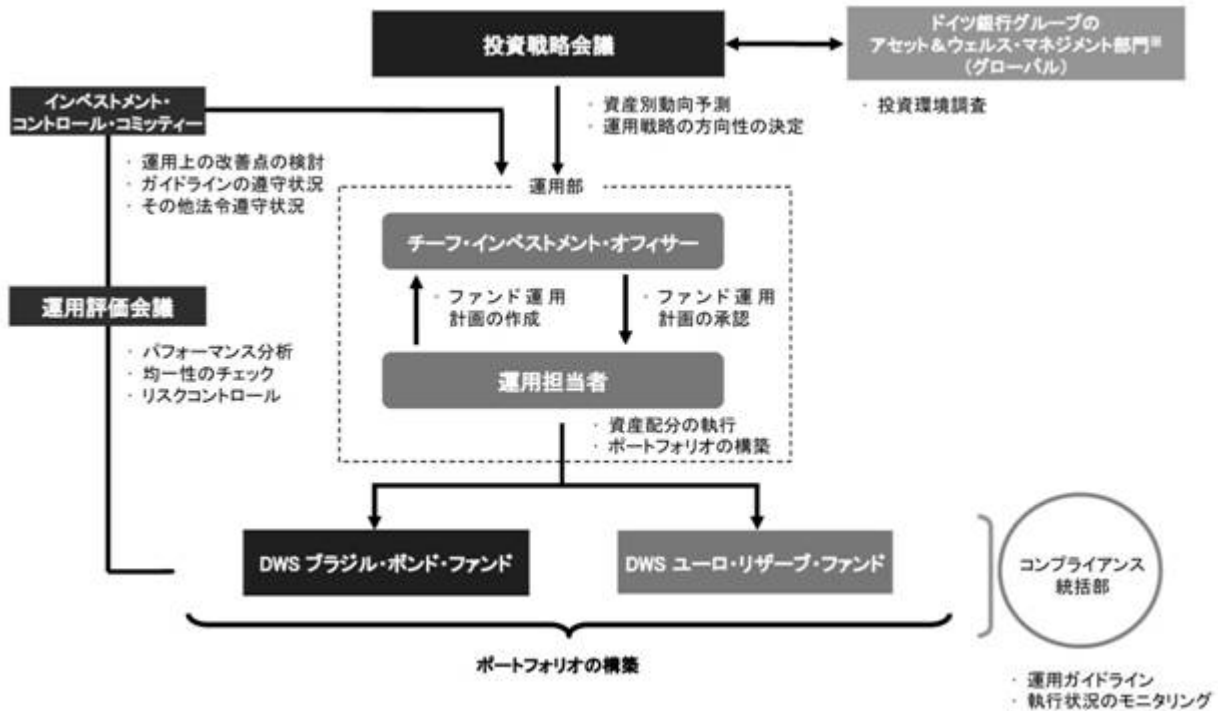 投資戦略会議
ドイツ銀行グループの
アセット＆ウェルス・マネジメント部門※
(グローバル)
・ 投資環境調査
・ 資産別動向予測
・ 運用戦略の方向性の決定
インベストメント・
コントロール・コミッティー
・ 運用上の改善点の検討
・ ガイドラインの遵守状況
・ その他法令遵守状況
運用部
チーフ・インベストメント・オフィサー
・ ファンド運用
計画の作成
・ ファンド運用
計画の承認
運用評価会議
・ パフォーマンス分析
・ 均一性のチェック
・ リスクコントロール
運用担当者
・ 資産配分の執行
・ ポートフォリオの構築
DWS ブラジル・ボンド・ファンド
DWS ユーロ・リザーブ・ファンド
コンプライアンス
統括部
ポートフォリオの構築
・ 運用ガイドライン
・ 執行状況のモニタリング